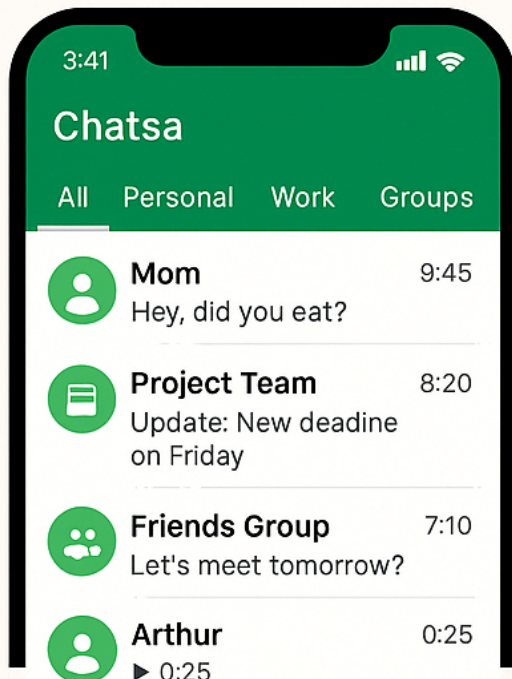 3:41
Chatsa
All Personal Work Groups
Mom 9:45
Hey, did you eat?
Project Team 8:20
Update: New deadine
on Friday
Friends Group 7:10
Let's meet tomorrow?
Arthur 0:25
▶ 0:25